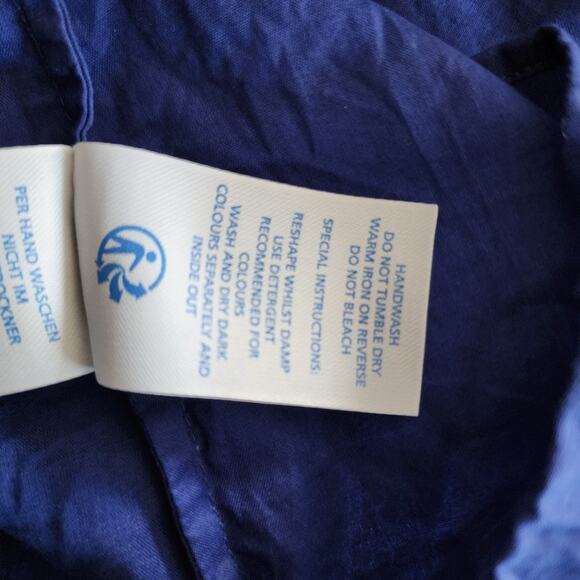 HANDWASH
DO NOT TUMBLE DRY
WARM IRON ON REVERSE
DO NOT BLEACH
SPECIAL INSTRUCTIONS:
RESHAPE WHILST DAMP
USE DETERGENT
RECOMMENDED FOR
COLOURS
WASH AND DRY DARK
COLOURS SEPARATELY AND
INSIDE OUT
PER HAND WASCHEN
NICHT IM